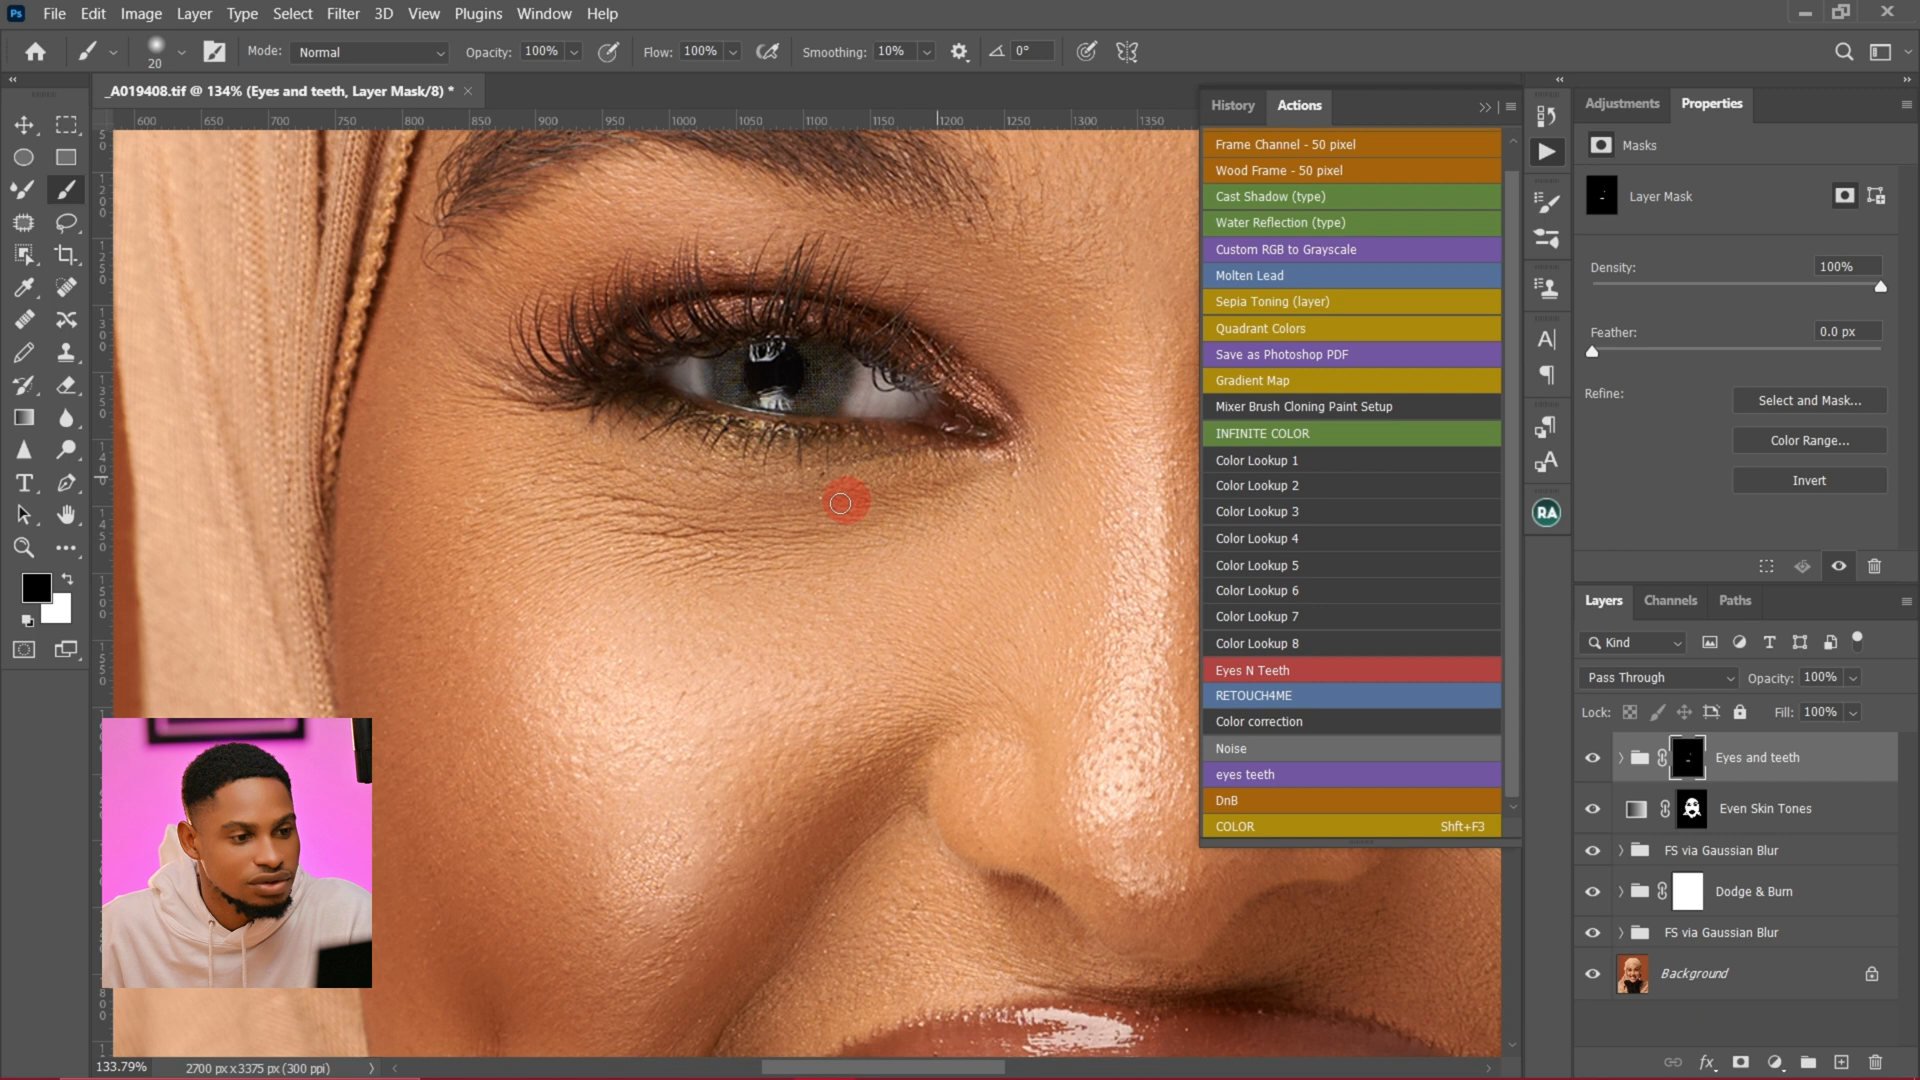 Ps File Edit Image Layer Type Select Filter 3D View Plugins Window Help
20 Mode: Normal Opacity: 100% Flow: 100% Smoothing: 10% 0°
_A019408.tif @ 134% (Eyes and teeth, Layer Mask/8) *
600 650 700 750 800 850 900 950 1000 1050 1100 1150 1200 1250 1300 1350
History Actions
Frame Channel - 50 pixel
Wood Frame - 50 pixel
Cast Shadow (type)
Water Reflection (type)
Custom RGB to Grayscale
Molten Lead
Sepia Toning (layer)
Quadrant Colors
Save as Photoshop PDF
Gradient Map
Mixer Brush Cloning Paint Setup
INFINITE COLOR
Color Lookup 1
Color Lookup 2
Color Lookup 3
Color Lookup 4
Color Lookup 5
Color Lookup 6
Color Lookup 7
Color Lookup 8
Eyes N Teeth
RETOUCH4ME
Color correction
Noise
eyes teeth
DnB
COLOR Shft+F3
RA
Adjustments Properties
Masks
Layer Mask
Density: 100%
Feather: 0.0 px
Refine: Select and Mask...
Color Range...
Invert
Layers Channels Paths
Kind
Pass Through Opacity: 100%
Lock: Fill: 100%
Eyes and teeth
Even Skin Tones
FS via Gaussian Blur
Dodge & Burn
FS via Gaussian Blur
Background
133.79% 2700 px x 3375 px (300 ppi)